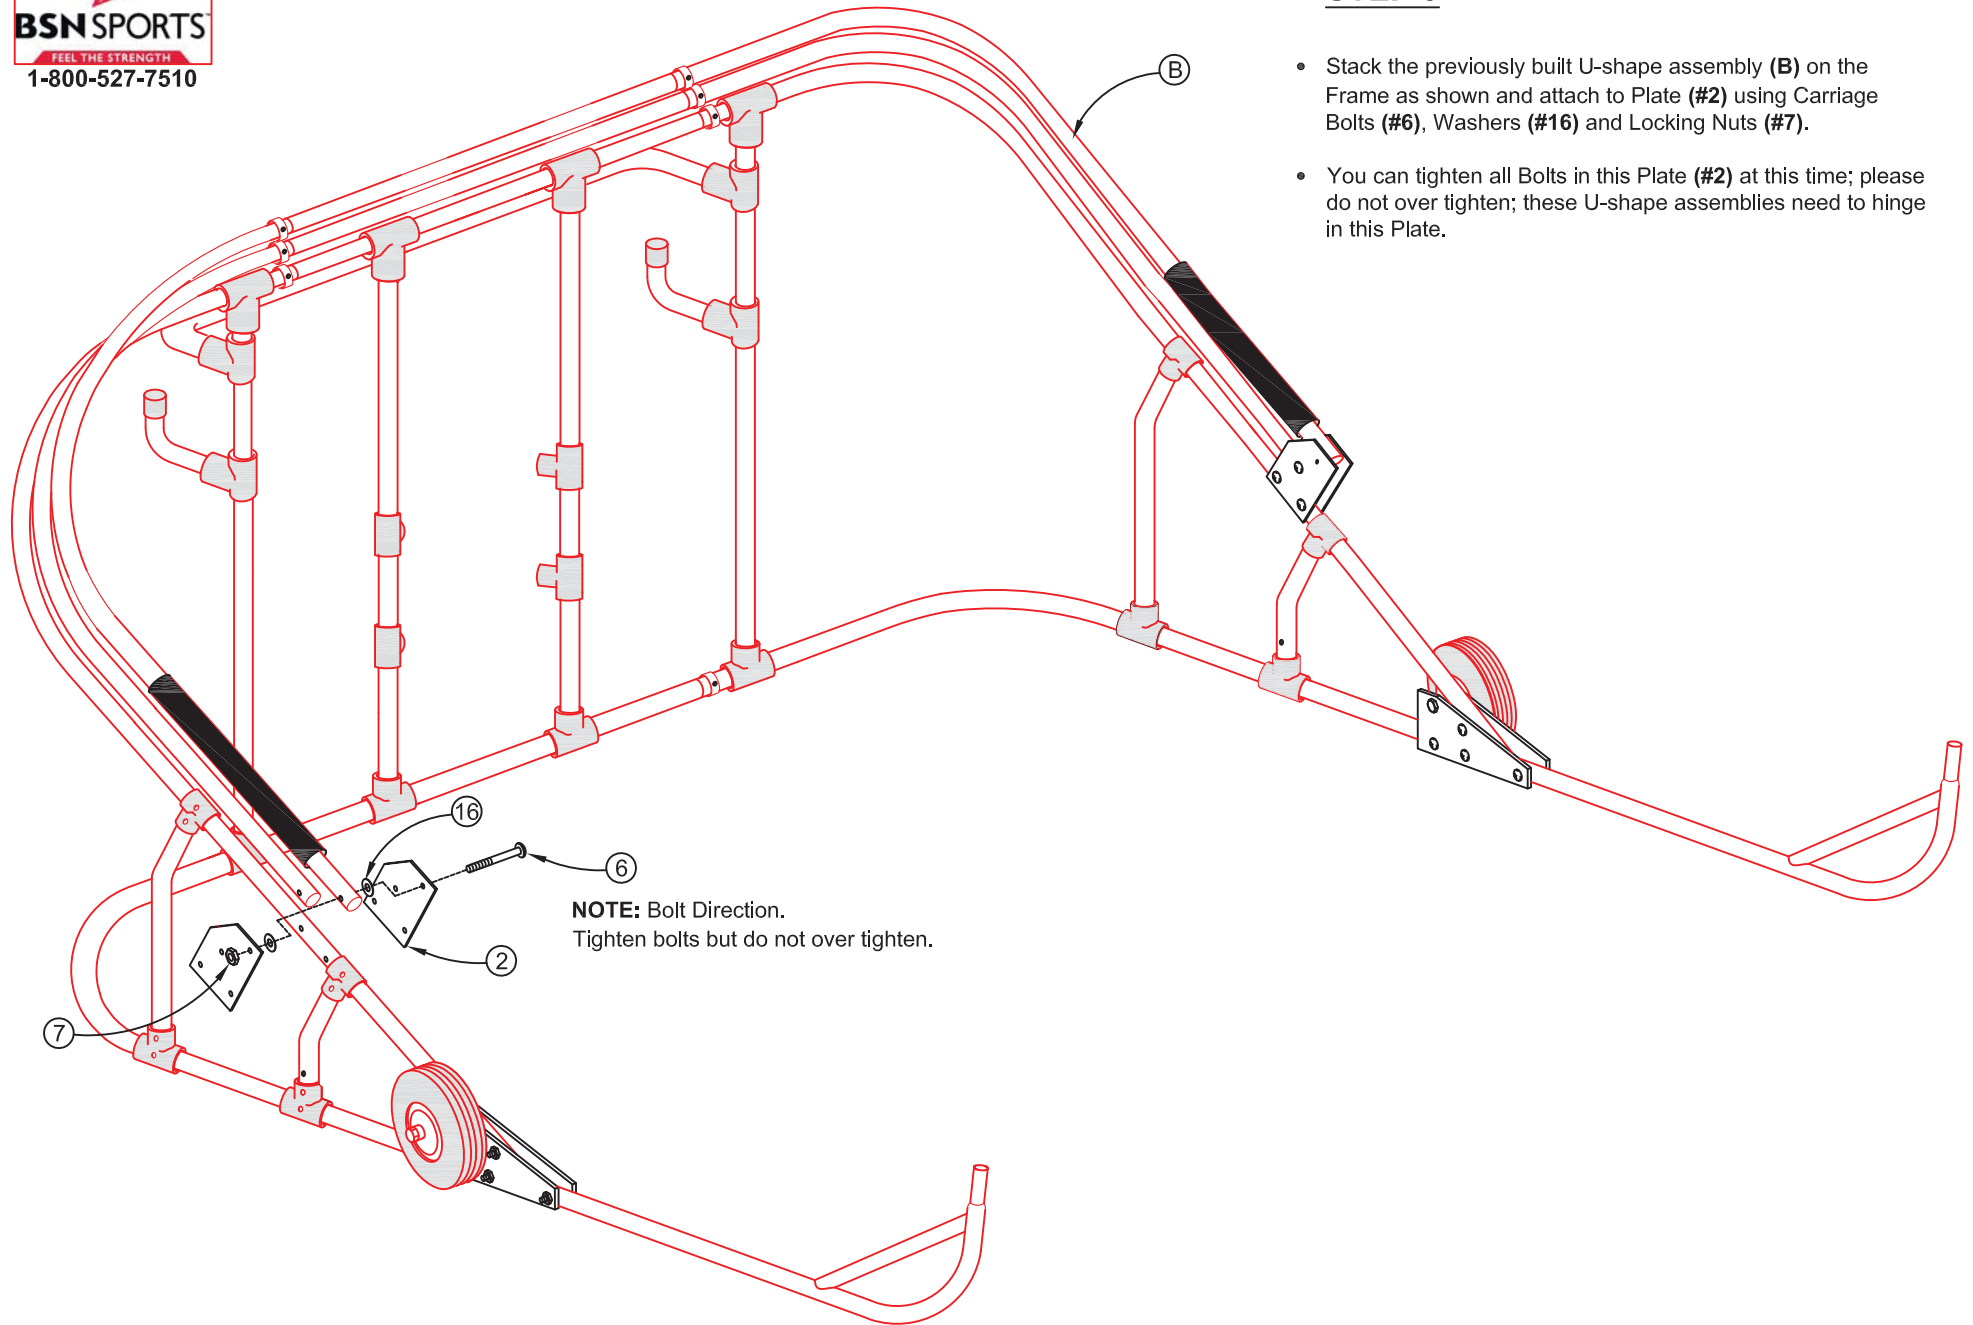 BSN SPORTS
FEEL THE STRENGTH
1-800-527-7510
• Stack the previously built U-shape assembly (B) on the
Frame as shown and attach to Plate (#2) using Carriage
Bolts (#6), Washers (#16) and Locking Nuts (#7).
• You can tighten all Bolts in this Plate (#2) at this time; please
do not over tighten; these U-shape assemblies need to hinge
in this Plate.
B
16
6
NOTE: Bolt Direction.
Tighten bolts but do not over tighten.
2
7